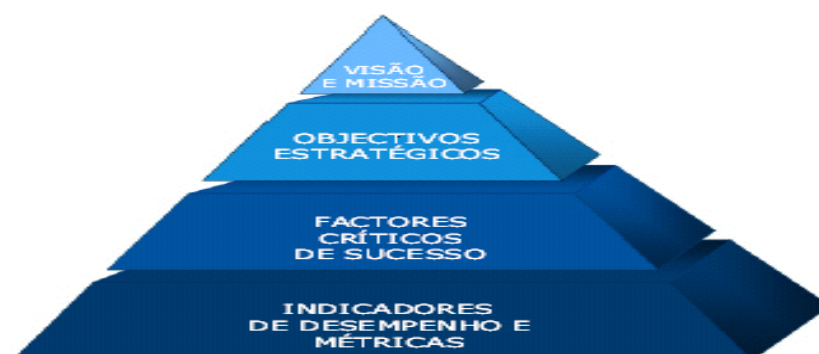 VISÃO
E MISSÃO
OBJECTIVOS
ESTRATÉGICOS
FACTORES
CRÍTICOS
DE SUCESSO
INDICADORES
DE DESEMPENHO E
MÉTRICAS